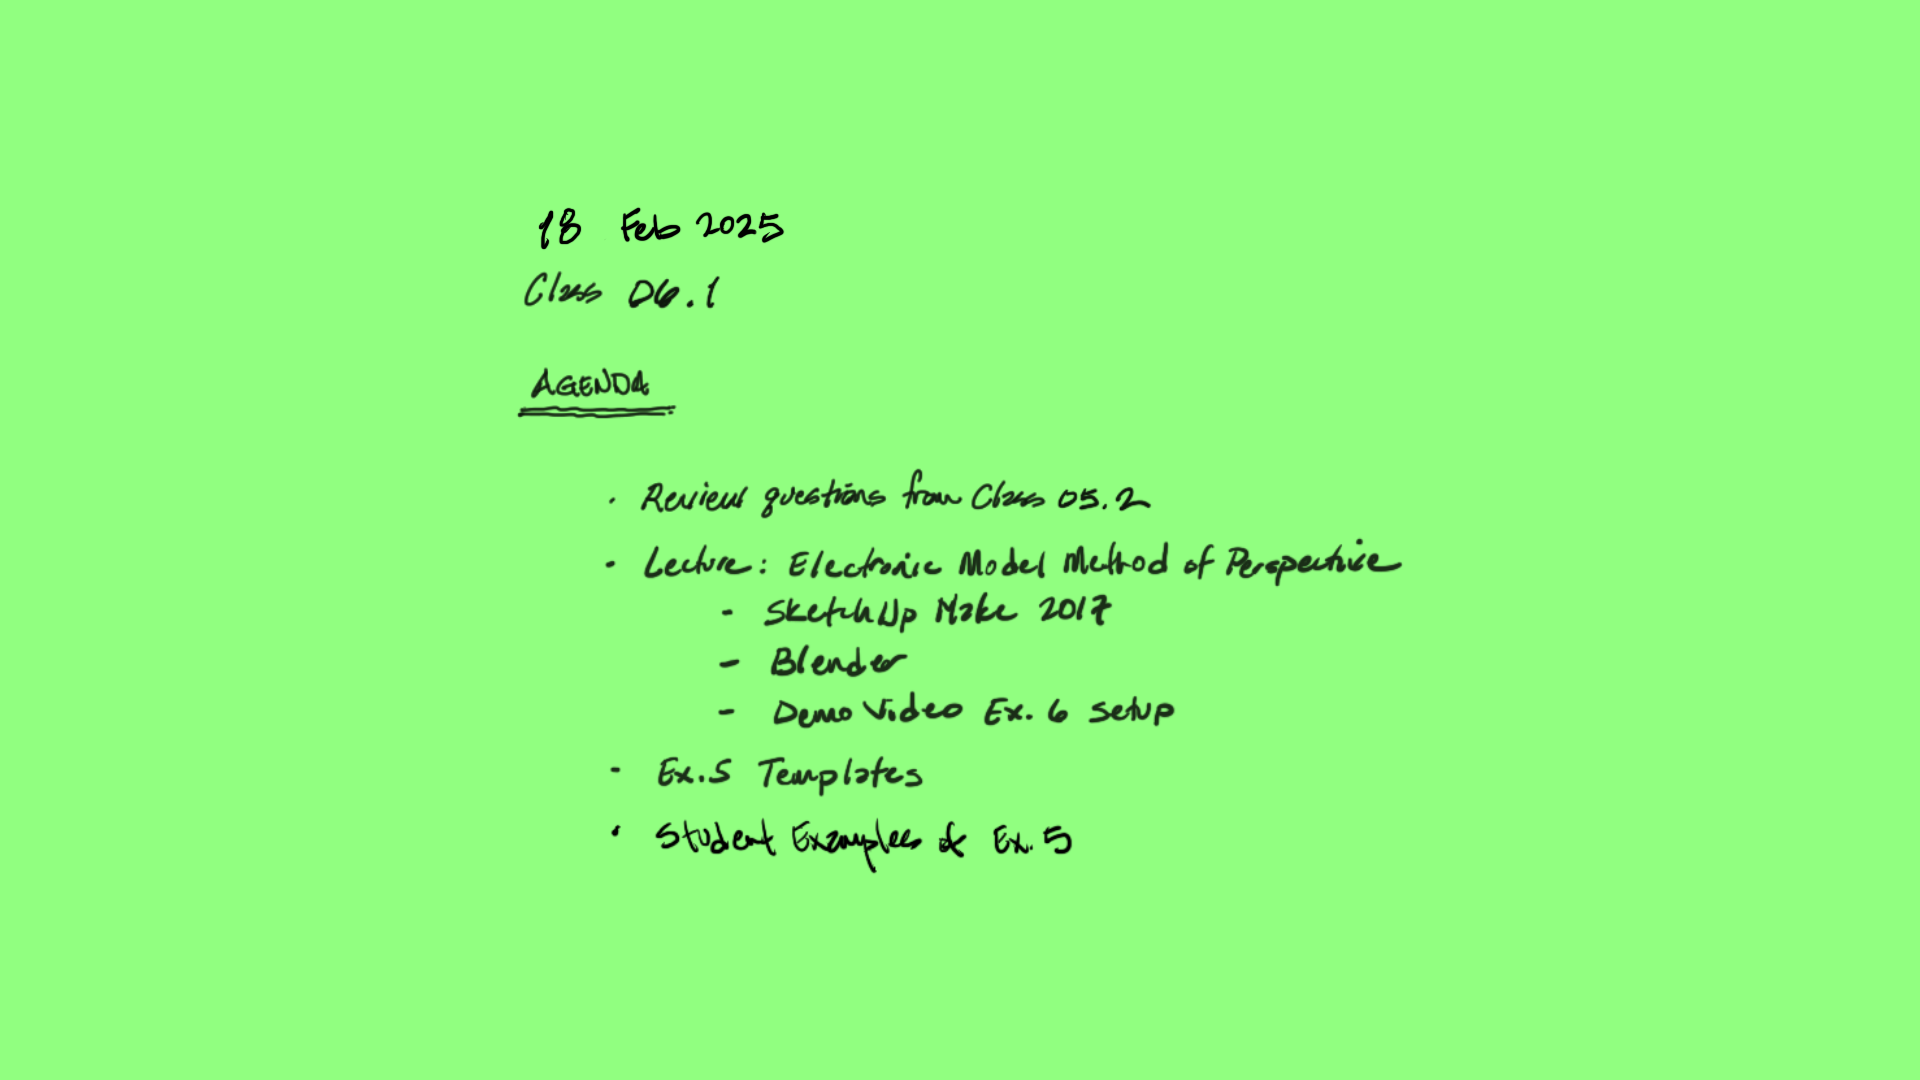 18 Feb 2025
Class 06.1
AGENDA
· Review questions from Class 05.2
· Lecture: Electronic Model Method of Perspective
- SketchUp Make 2017
- Blender
- Demo Video Ex. 6 setup
- Ex. 5 Templates
· Student Examples of Ex. 5